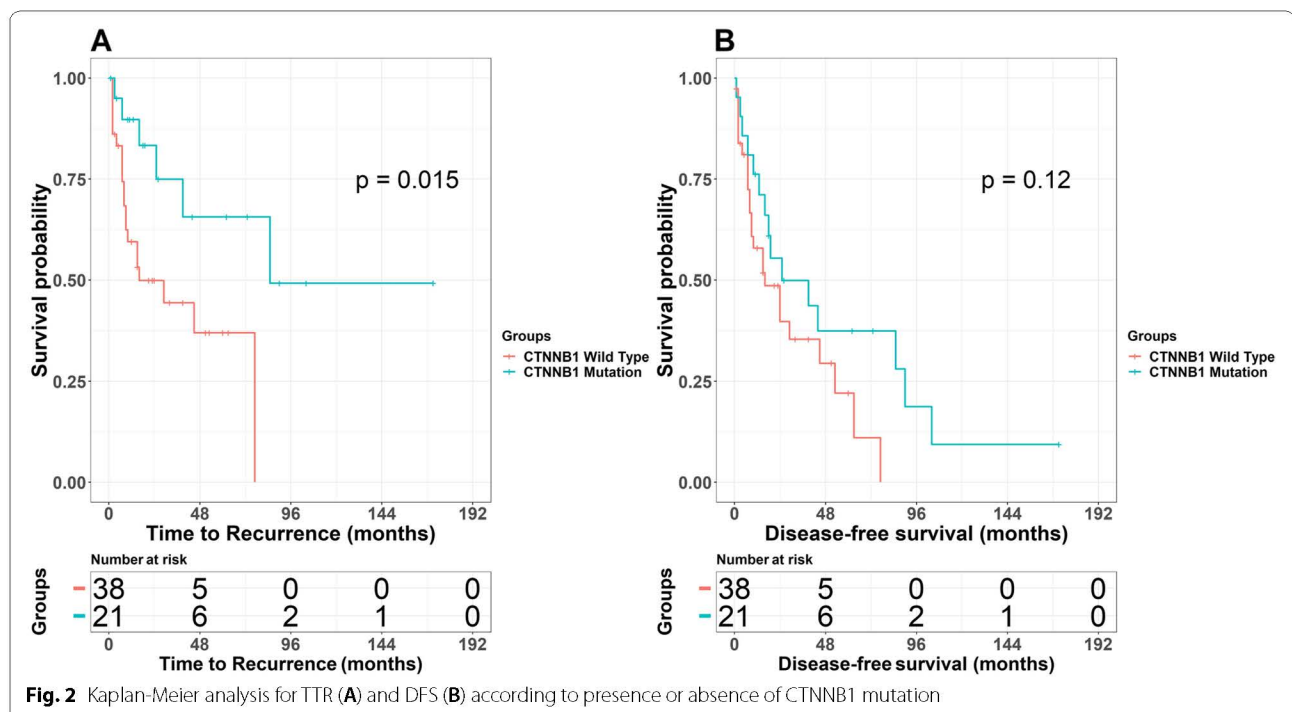 A
1.00
0.75
0.50
0.25
0.00
Survival probability
p = 0.015
0 48 96 144 192
Time to Recurrence (months)
Groups
CTNNB1 Wild Type
CTNNB1 Mutation
Number at risk
Groups
38 5 0 0 0
21 6 2 1 0
0 48 96 144 192
Time to Recurrence (months)
B
1.00
0.75
0.50
0.25
0.00
Survival probability
p = 0.12
0 48 96 144 192
Disease-free survival (months)
Groups
CTNNB1 Wild Type
CTNNB1 Mutation
Number at risk
Groups
38 5 0 0 0
21 6 2 1 0
0 48 96 144 192
Disease-free survival (months)
Fig. 2 Kaplan-Meier analysis for TTR (A) and DFS (B) according to presence or absence of CTNNB1 mutation